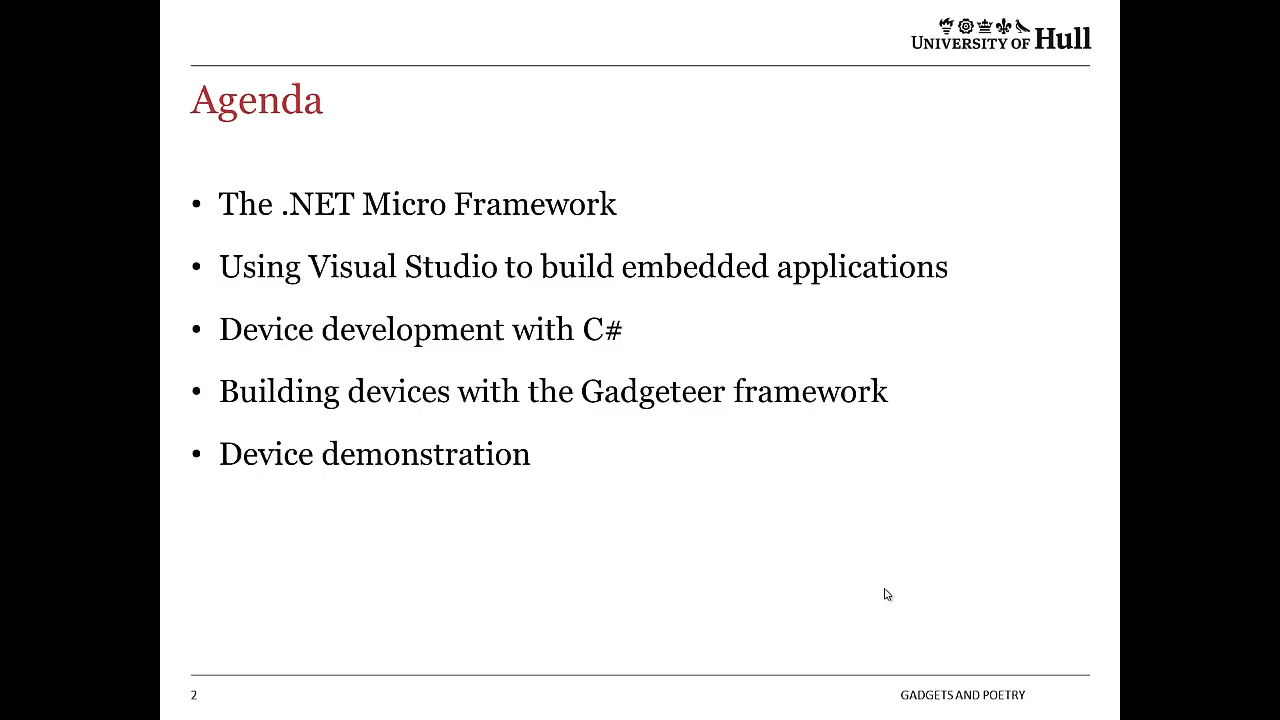 UNIVERSITY OF Hull
Agenda
• The .NET Micro Framework
• Using Visual Studio to build embedded applications
• Device development with C#
• Building devices with the Gadgeteer framework
• Device demonstration
2
GADGETS AND POETRY